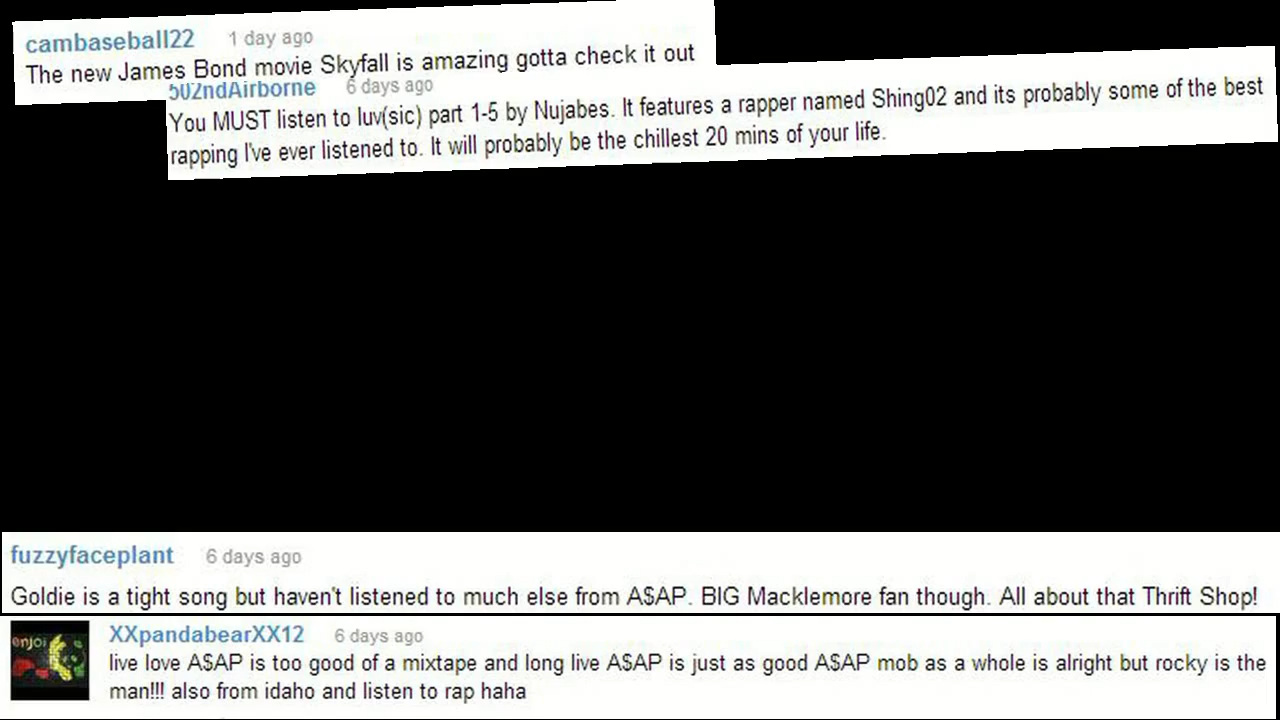 cambaseball22 1 day ago
The new James Bond movie Skyfall is amazing gotta check it out
502ndAirborne 6 days ago
You MUST listen to luv(sic) part 1-5 by Nujabes. It features a rapper named Shing02 and its probably some of the best
rapping I've ever listened to. It will probably be the chillest 20 mins of your life.
fuzzyfaceplant 6 days ago
Goldie is a tight song but haven't listened to much else from A$AP. BIG Macklemore fan though. All about that Thrift Shop!
enjoi
XXpandabearXX12 6 days ago
live love A$AP is too good of a mixtape and long live A$AP is just as good A$AP mob as a whole is alright but rocky is the
man!!! also from idaho and listen to rap haha